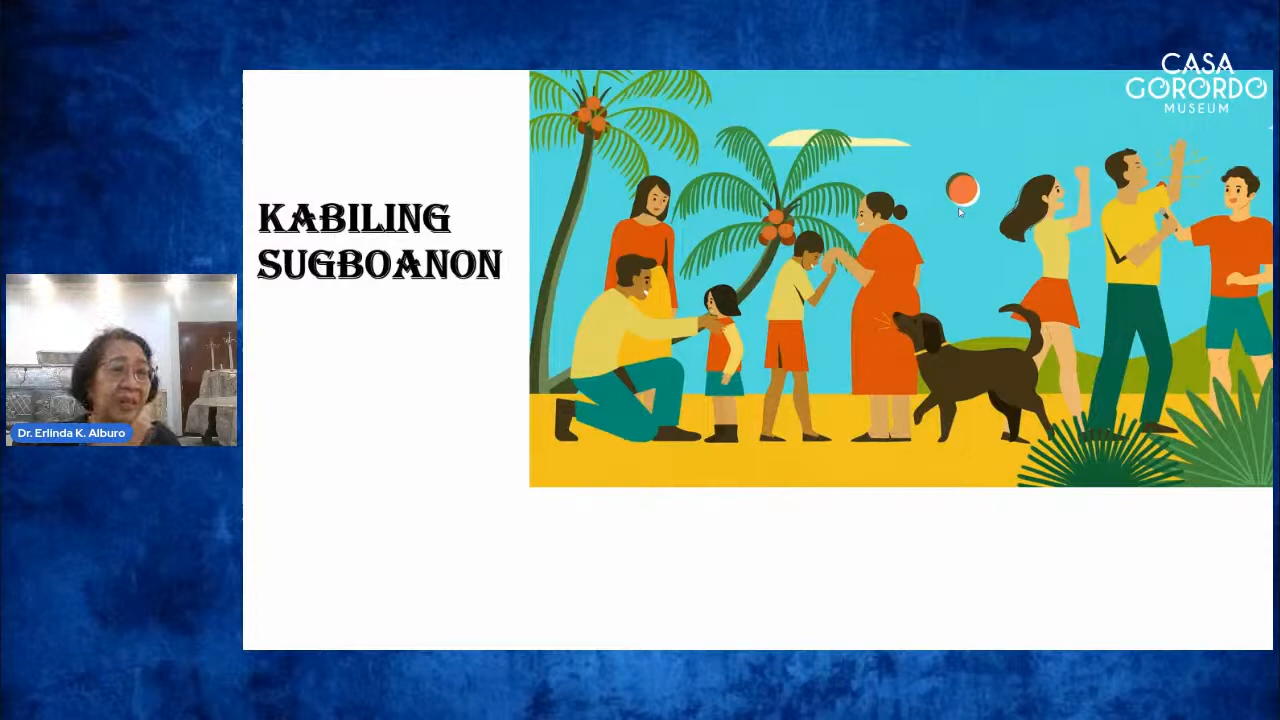 CASA
GORORDO
MUSEUM
KABILING
SUGBOANON
Dr. Erlinda K. Alburo